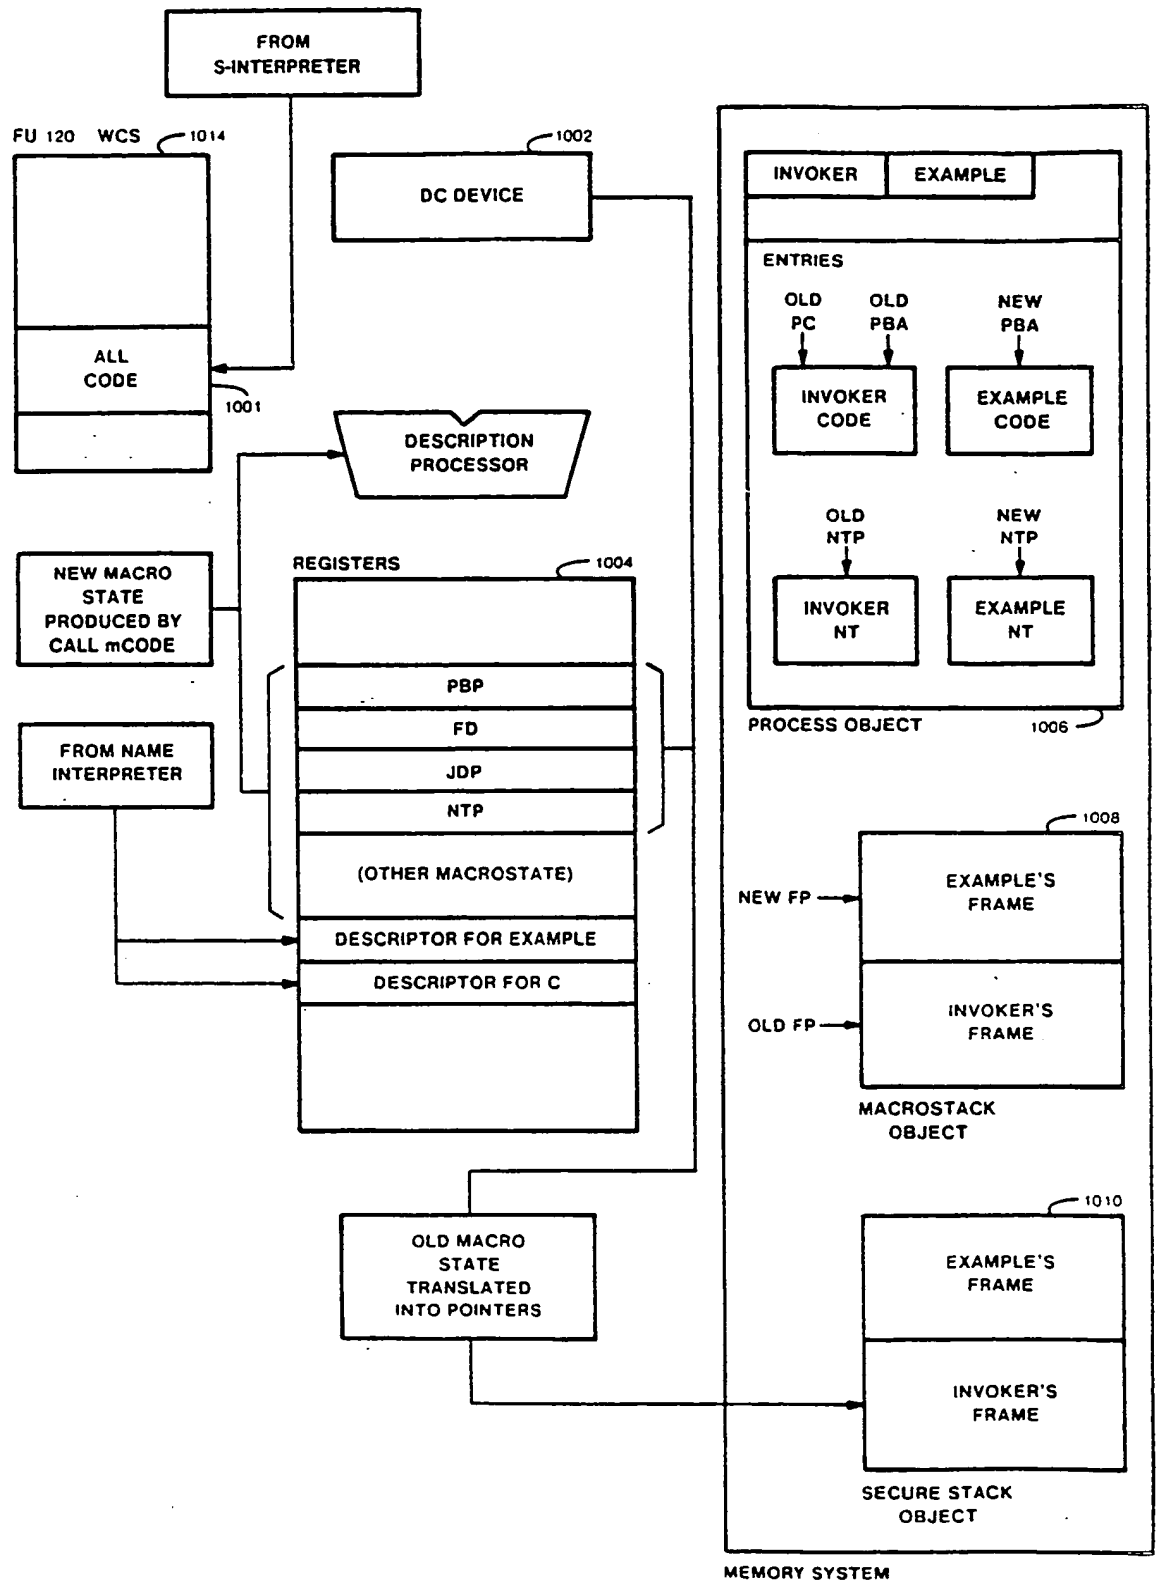 FROM
S-INTERPRETER
FU 120 WCS
1014
ALL
CODE
1001
1002
DC DEVICE
DESCRIPTION
PROCESSOR
NEW MACRO
STATE
PRODUCED BY
CALL mCODE
FROM NAME
INTERPRETER
REGISTERS
1004
PBP
FD
JDP
NTP
(OTHER MACROSTATE)
DESCRIPTOR FOR EXAMPLE
DESCRIPTOR FOR C
OLD MACRO
STATE
TRANSLATED
INTO POINTERS
INVOKER EXAMPLE
ENTRIES
OLD
PC
OLD
PBA
NEW
PBA
INVOKER
CODE
EXAMPLE
CODE
OLD
NTP
NEW
NTP
INVOKER
NT
EXAMPLE
NT
PROCESS OBJECT
1006
1008
NEW FP
EXAMPLE'S
FRAME
OLD FP
INVOKER'S
FRAME
MACROSTACK
OBJECT
1010
EXAMPLE'S
FRAME
INVOKER'S
FRAME
SECURE STACK
OBJECT
MEMORY SYSTEM